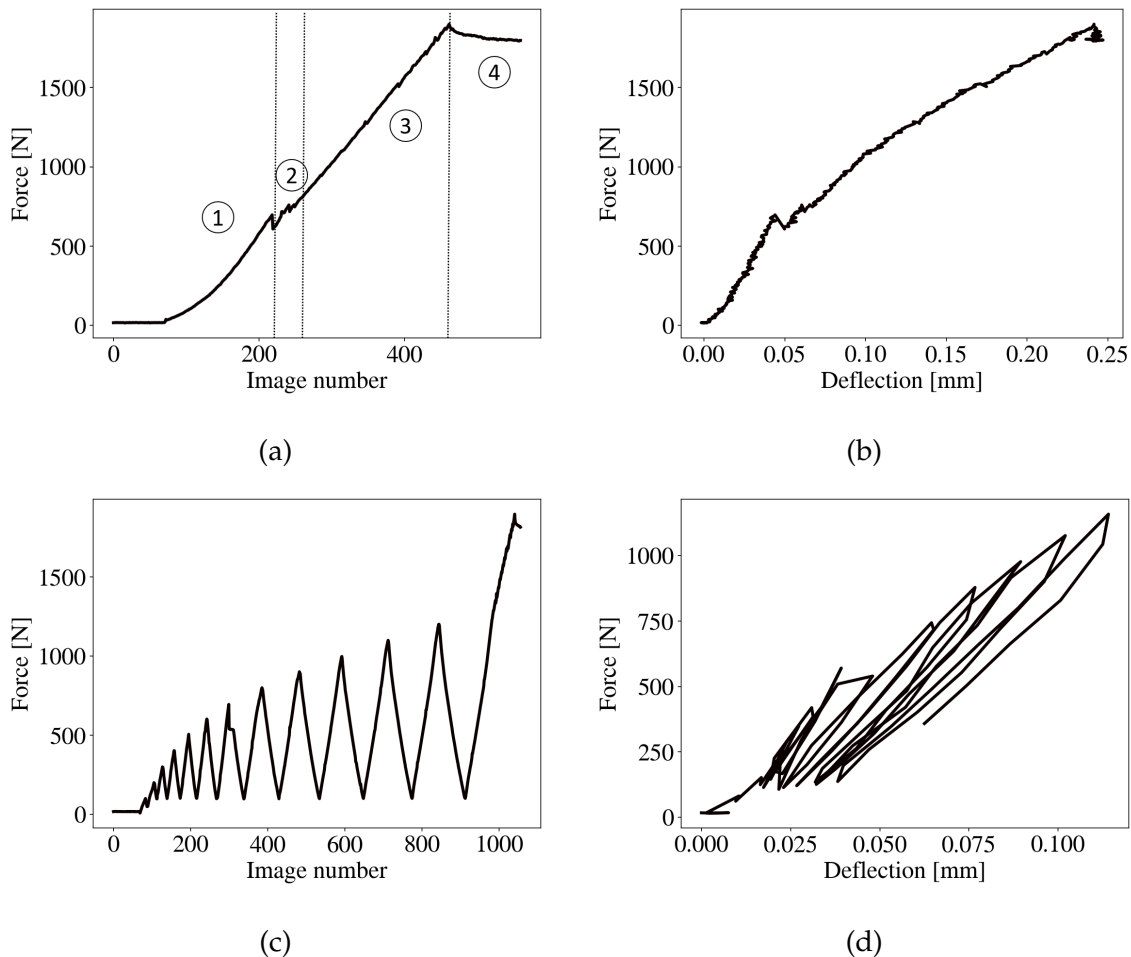 1500
1000
500
0
Force [N]
① ② ③ ④
0 200 400
Image number
(a)
1500
1000
500
0
Force [N]
0.00 0.05 0.10 0.15 0.20 0.25
Deflection [mm]
(b)
1500
1000
500
0
Force [N]
0 200 400 600 800 1000
Image number
(c)
1000
750
500
250
0
Force [N]
0.000 0.025 0.050 0.075 0.100
Deflection [mm]
(d)